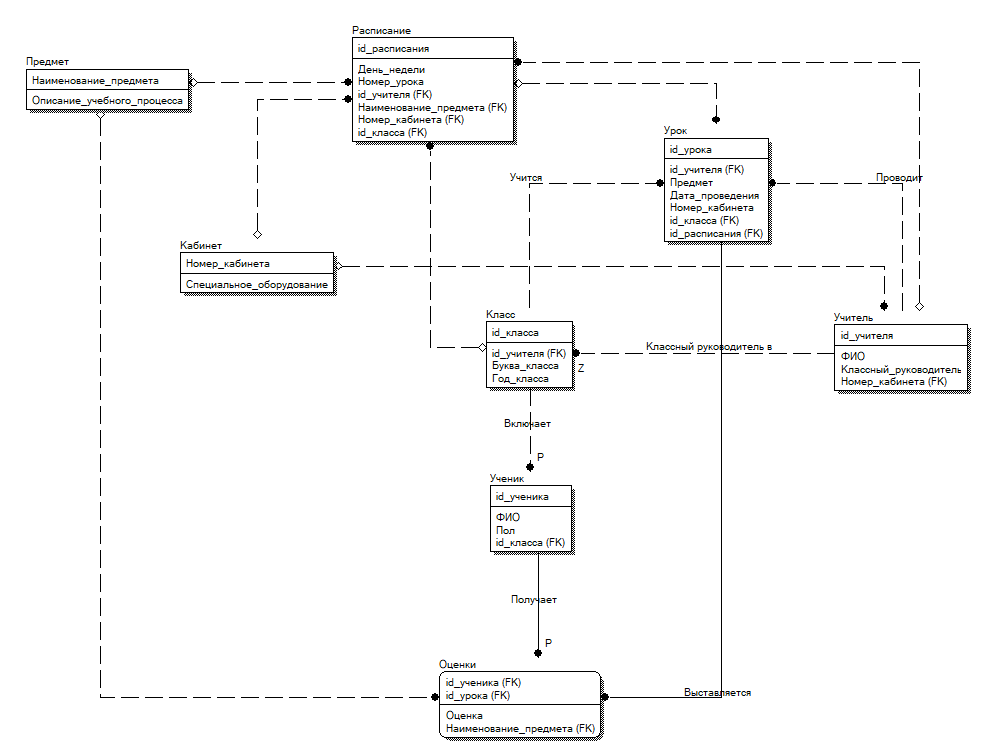 Расписание
id_расписания
День_недели
Номер_урока
id_учителя (FK)
Наименование_предмета (FK)
Номер_кабинета (FK)
id_класса (FK)
Предмет
Наименование_предмета
Описание_учебного_процесса
Урок
id_урока
id_учителя (FK)
Предмет
Дата_проведения
Номер_кабинета
id_класса (FK)
id_расписания (FK)
Учится
Проводит
Кабинет
Номер_кабинета
Специальное_оборудование
Класс
id_класса
id_учителя (FK)
Буква_класса
Год_класса
Классный руководитель в
Z
Учитель
id_учителя
ФИО
Классный_руководитель
Номер_кабинета (FK)
Включает
P
Ученик
id_ученика
ФИО
Пол
id_класса (FK)
Получает
P
Оценки
id_ученика (FK)
id_урока (FK)
Оценка
Наименование_предмета (FK)
Выставляется